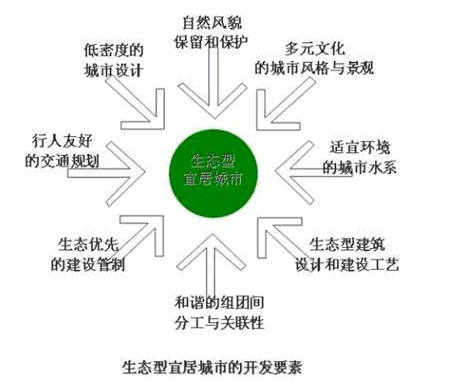 自然风貌
保留和保护
低密度的
城市设计
多元文化
的城市风格与景观
行人友好
的交通规划
生态型
宜居城市
适宜环境
的城市水系
生态优先
的建设管制
生态型建筑
设计和建设工艺
和谐的组团间
分工与关联性
生态型宜居城市的开发要素